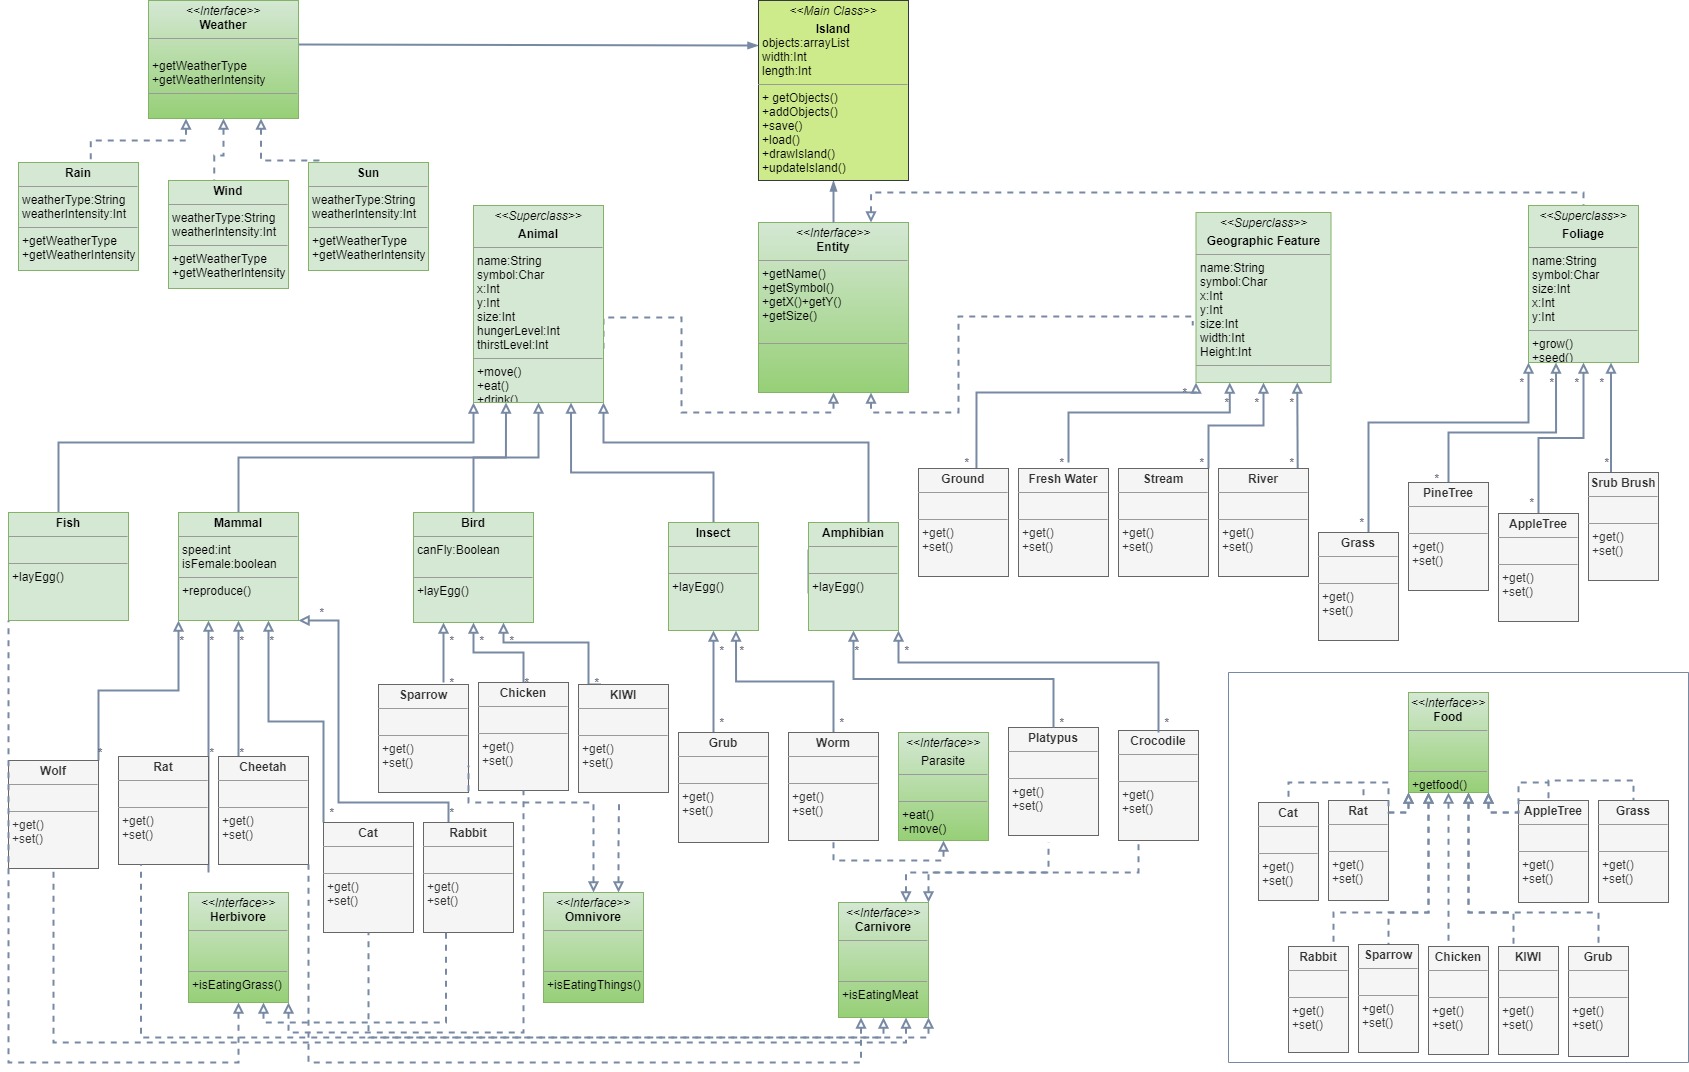 <<Interface>>
Weather
+getWeatherType
+getWeatherIntensity
<<Main Class>>
Island
objects:arrayList
width:Int
length:Int
+ getObjects()
+addObjects()
+save()
+load()
+drawIsland()
+updateIsland()
Rain
weatherType:String
weatherIntensity:Int
+getWeatherType
+getWeatherIntensity
Wind
weatherType:String
weatherIntensity:Int
+getWeatherType
+getWeatherIntensity
Sun
weatherType:String
weatherIntensity:Int
+getWeatherType
+getWeatherIntensity
<<Superclass>>
Animal
name:String
symbol:Char
x:Int
y:Int
size:Int
hungerLevel:Int
thirstLevel:Int
+move()
+eat()
+drink()
<<Interface>>
Entity
+getName()
+getSymbol()
+getX()+getY()
+getSize()
<<Superclass>>
Geographic Feature
name:String
symbol:Char
x:Int
y:Int
size:Int
width:Int
Height:Int
<<Superclass>>
Foliage
name:String
symbol:Char
size:Int
x:Int
y:Int
+grow()
+seed()
* * * *
* * * *
* * * *
* * * *
Ground
+get()
+set()
Fresh Water
+get()
+set()
Stream
+get()
+set()
River
+get()
+set()
Grass
+get()
+set()
PineTree
+get()
+set()
AppleTree
+get()
+set()
Srub Brush
+get()
+set()
Fish
+layEgg()
Mammal
speed:int
isFemale:boolean
+reproduce()
Bird
canFly:Boolean
+layEgg()
Insect
+layEgg()
Amphibian
+layEgg()
* * * * *
* * *
* *
* *
* * * * *
* * *
* *
* *
Sparrow
+get()
+set()
Chicken
+get()
+set()
KIWI
+get()
+set()
Grub
+get()
+set()
Worm
+get()
+set()
<<Interface>>
Parasite
+eat()
+move()
Platypus
+get()
+set()
Crocodile
+get()
+set()
Wolf
+get()
+set()
Rat
+get()
+set()
Cheetah
+get()
+set()
Cat
+get()
+set()
Rabbit
+get()
+set()
<<Interface>>
Herbivore
+isEatingGrass()
<<Interface>>
Omnivore
+isEatingThings()
<<Interface>>
Carnivore
+isEatingMeat
<<Interface>>
Food
+getfood()
Cat
+get()
+set()
Rat
+get()
+set()
AppleTree
+get()
+set()
Grass
+get()
+set()
Rabbit
+get()
+set()
Sparrow
+get()
+set()
Chicken
+get()
+set()
KIWI
+get()
+set()
Grub
+get()
+set()